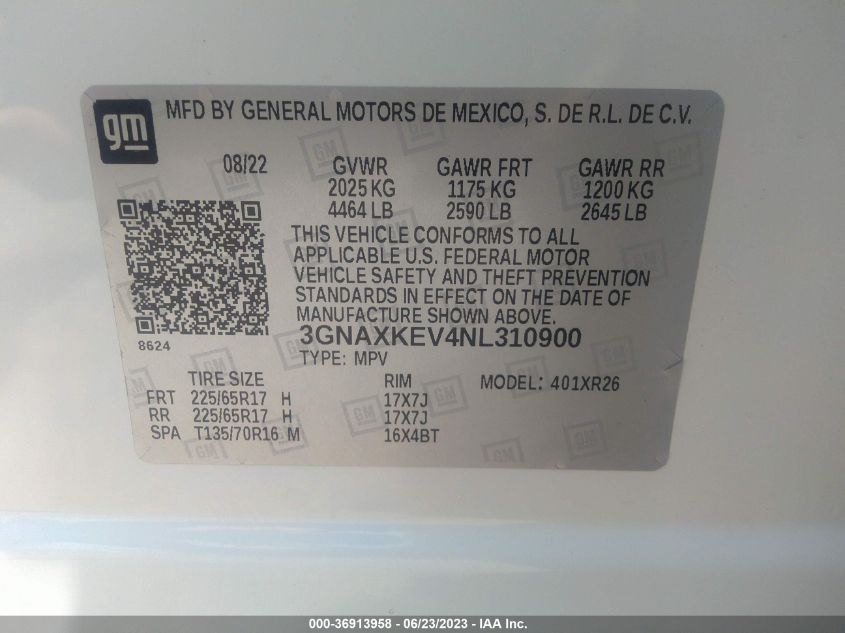 gm MFD BY GENERAL MOTORS DE MEXICO, S. DE R.L. DE C.V.
08/22 GVWR GAWR FRT GAWR RR
2025 KG 1175 KG 1200 KG
4464 LB 2590 LB 2645 LB
THIS VEHICLE CONFORMS TO ALL
APPLICABLE U.S. FEDERAL MOTOR
VEHICLE SAFETY AND THEFT PREVENTION
STANDARDS IN EFFECT ON THE DATE OF
MANUFACTURE SHOWN ABOVE.
8624
3GNAXKEV4NL310900
TYPE: MPV
TIRE SIZE RIM MODEL: 401XR26
FRT 225/65R17 H 17X7J
RR 225/65R17 H 17X7J
SPA T135/70R16 M 16X4BT
000-36913958 - 06/23/2023 - IAA Inc.